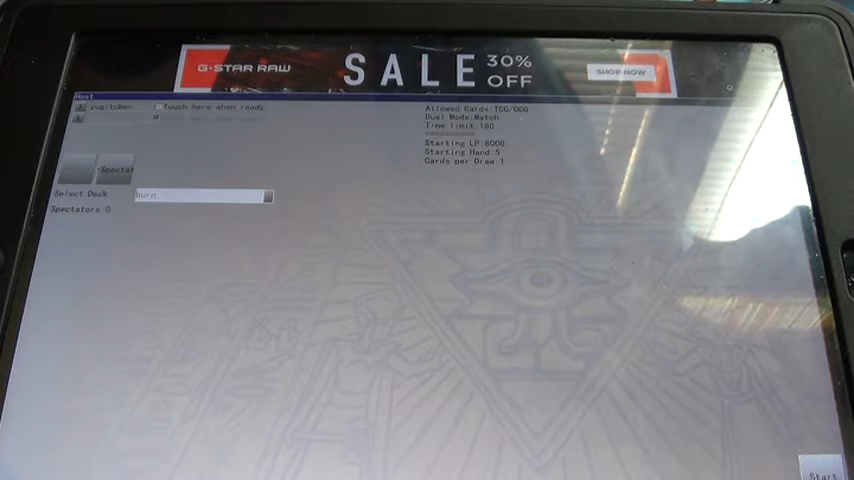 G-STAR RAW
SALE
30%
OFF
SHOP NOW
Host
yugituber
Touch here when ready
Allowed Cards:TCG/OCG
Duel Mode:Match
Time limit:180
==========
Starting LP:8000
Starting Hand:5
Cards per Draw:1
Select Deck
burn
Spectators:0
Start